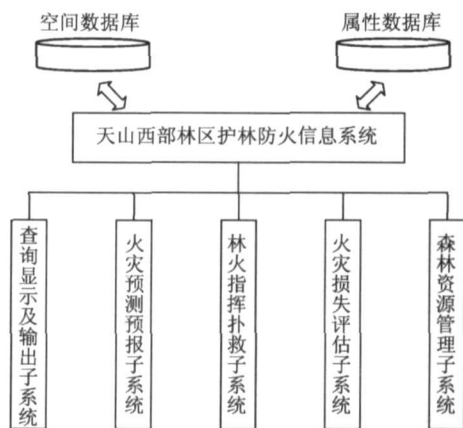 空间数据库
属性数据库
天山西部林区护林防火信息系统
查询显示及输出子系统
火灾预测预报子系统
林火指挥扑救子系统
火灾损失评估子系统
森林资源管理子系统